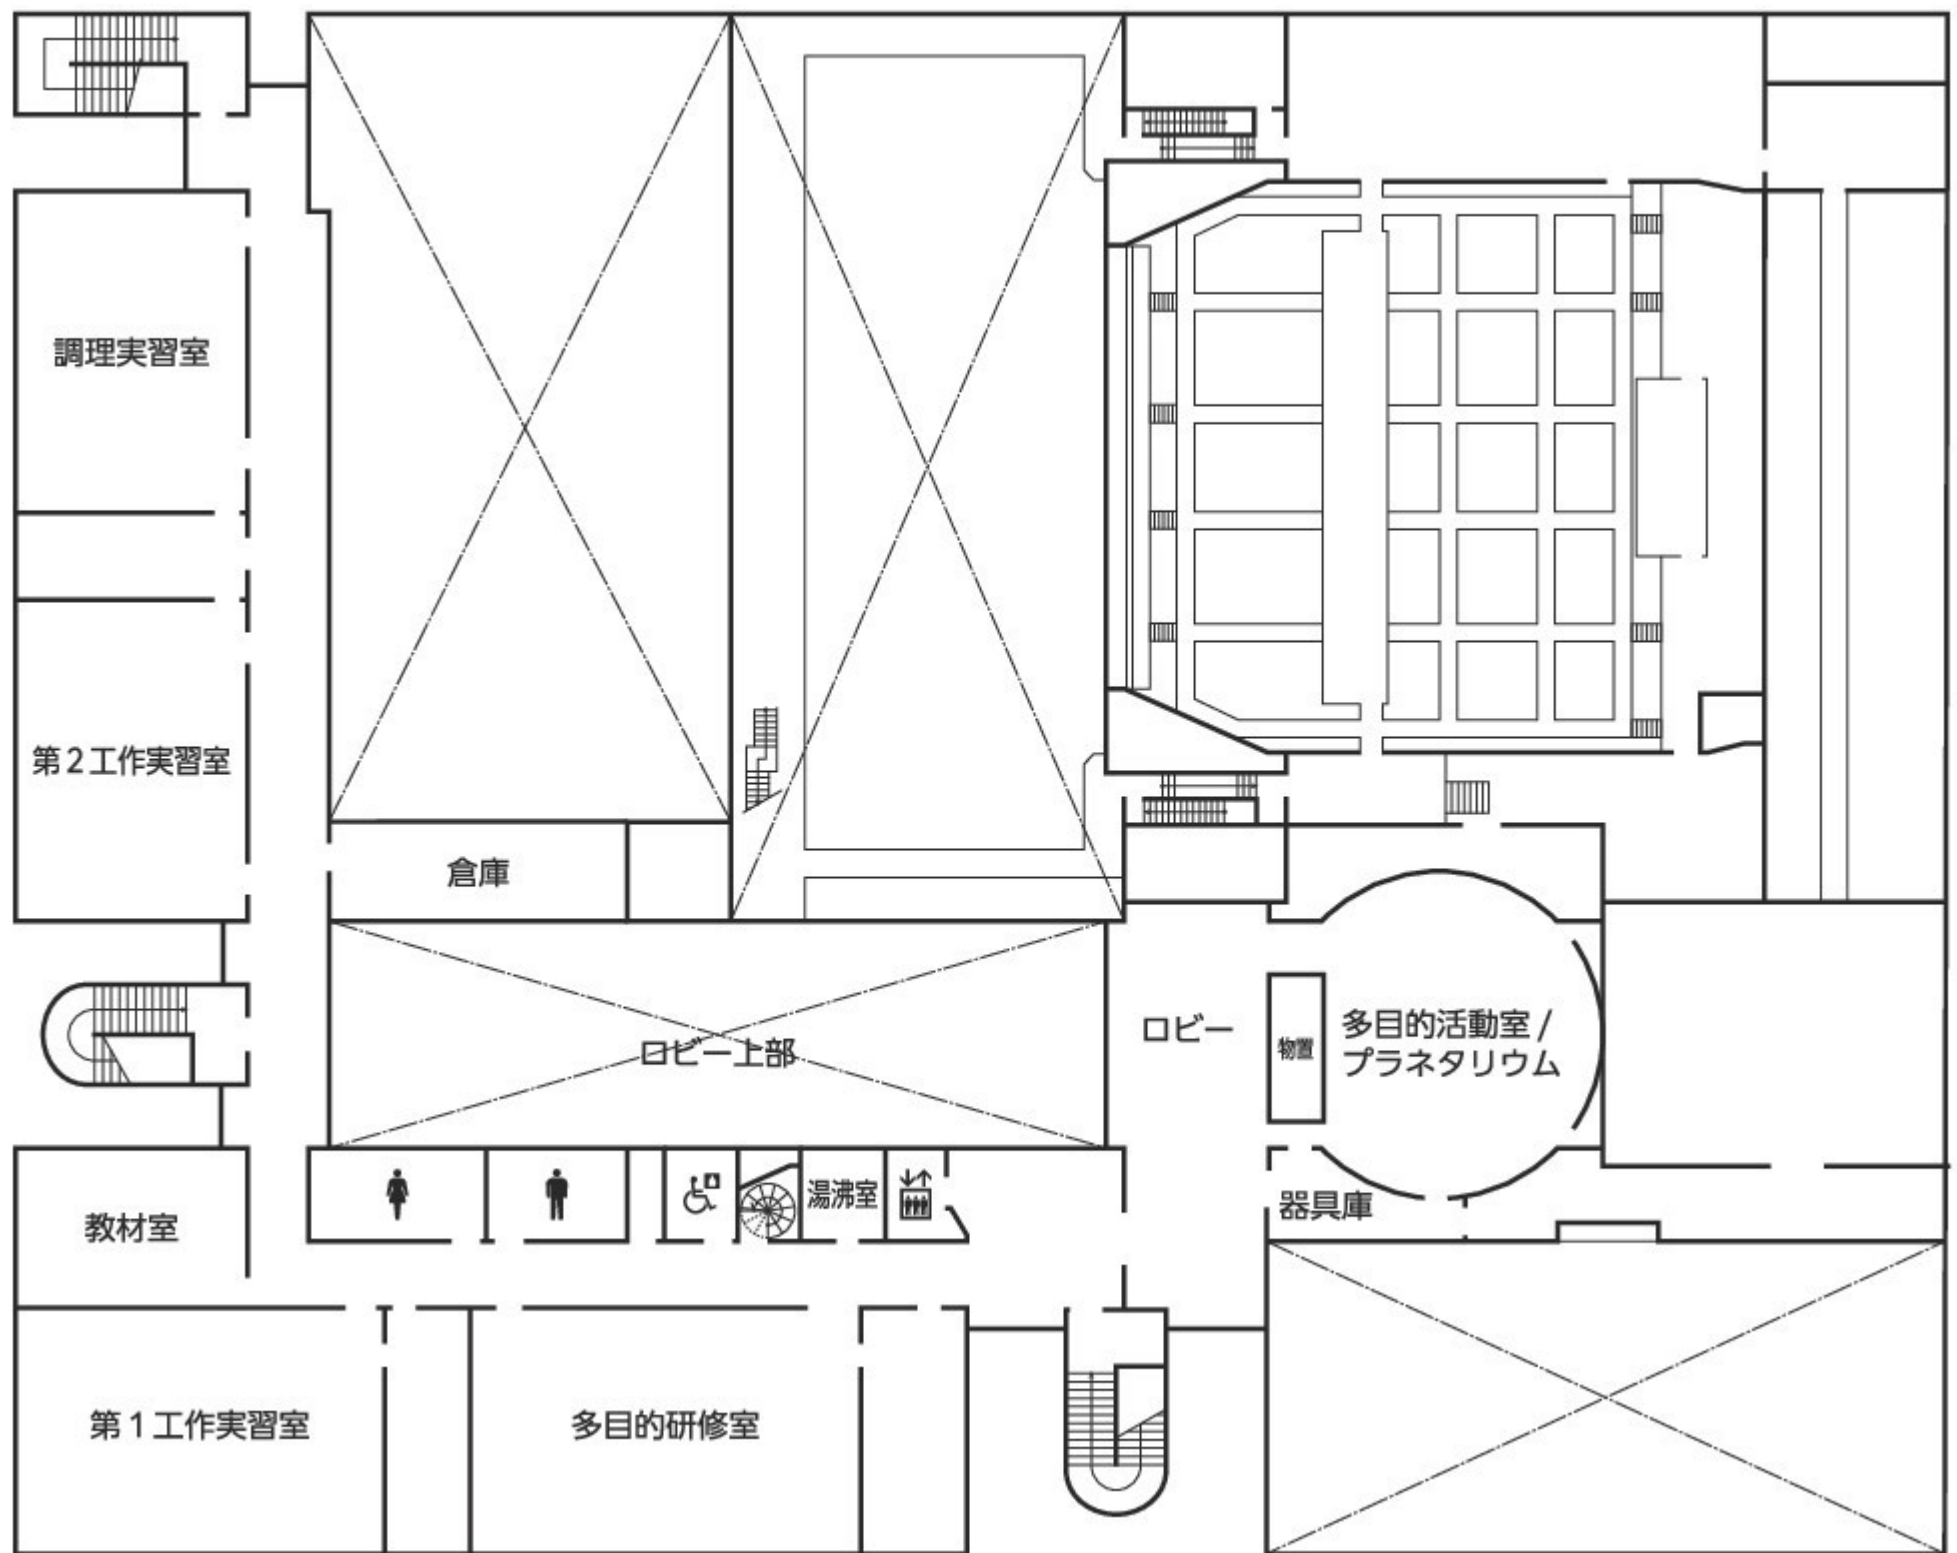 調理実習室
第2工作実習室
倉庫
ロビー上部
ロビー
物置
多目的活動室/
プラネタリウム
湯沸室
教材室
器具庫
第1工作実習室
多目的研修室